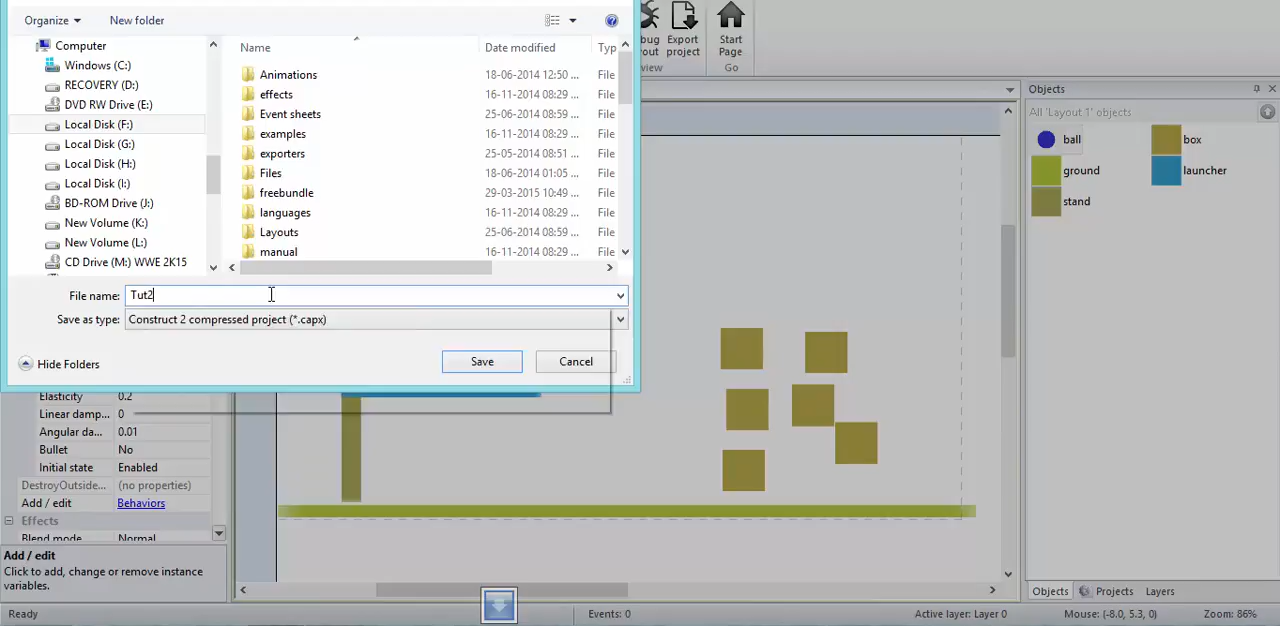 Organize
New folder
bug
yout
Export
project
Start
Page
view
Go
Computer
Windows (C:)
RECOVERY (D:)
DVD RW Drive (E:)
Local Disk (F:)
Local Disk (G:)
Local Disk (H:)
Local Disk (I:)
BD-ROM Drive (J:)
New Volume (K:)
New Volume (L:)
CD Drive (M:) WWE 2K15
Name Date modified Typ
Animations 18-06-2014 12:50 ... File
effects 16-11-2014 08:29 ... File
Event sheets 25-06-2014 08:59 ... File
examples 16-11-2014 08:29 ... File
exporters 25-05-2014 08:51 ... File
Files 18-06-2014 01:05 ... File
freebundle 29-03-2015 10:49 ... File
languages 16-11-2014 08:29 ... File
Layouts 25-06-2014 08:59 ... File
manual 16-11-2014 08:29 ... File
File name: Tut2
Save as type: Construct 2 compressed project (*.capx)
Hide Folders
Save
Cancel
Objects
All 'Layout 1' objects
ball
box
ground
launcher
stand
Elasticity 0.2
Linear damp... 0
Angular da... 0.01
Bullet No
Initial state Enabled
DestroyOutside... (no properties)
Add / edit Behaviors
Effects
Blend mode Normal
Add / edit
Click to add, change or remove instance
variables.
Objects Projects Layers
Ready
Events: 0
Active layer: Layer 0
Mouse: (-8.0, 5.3, 0)
Zoom: 86%